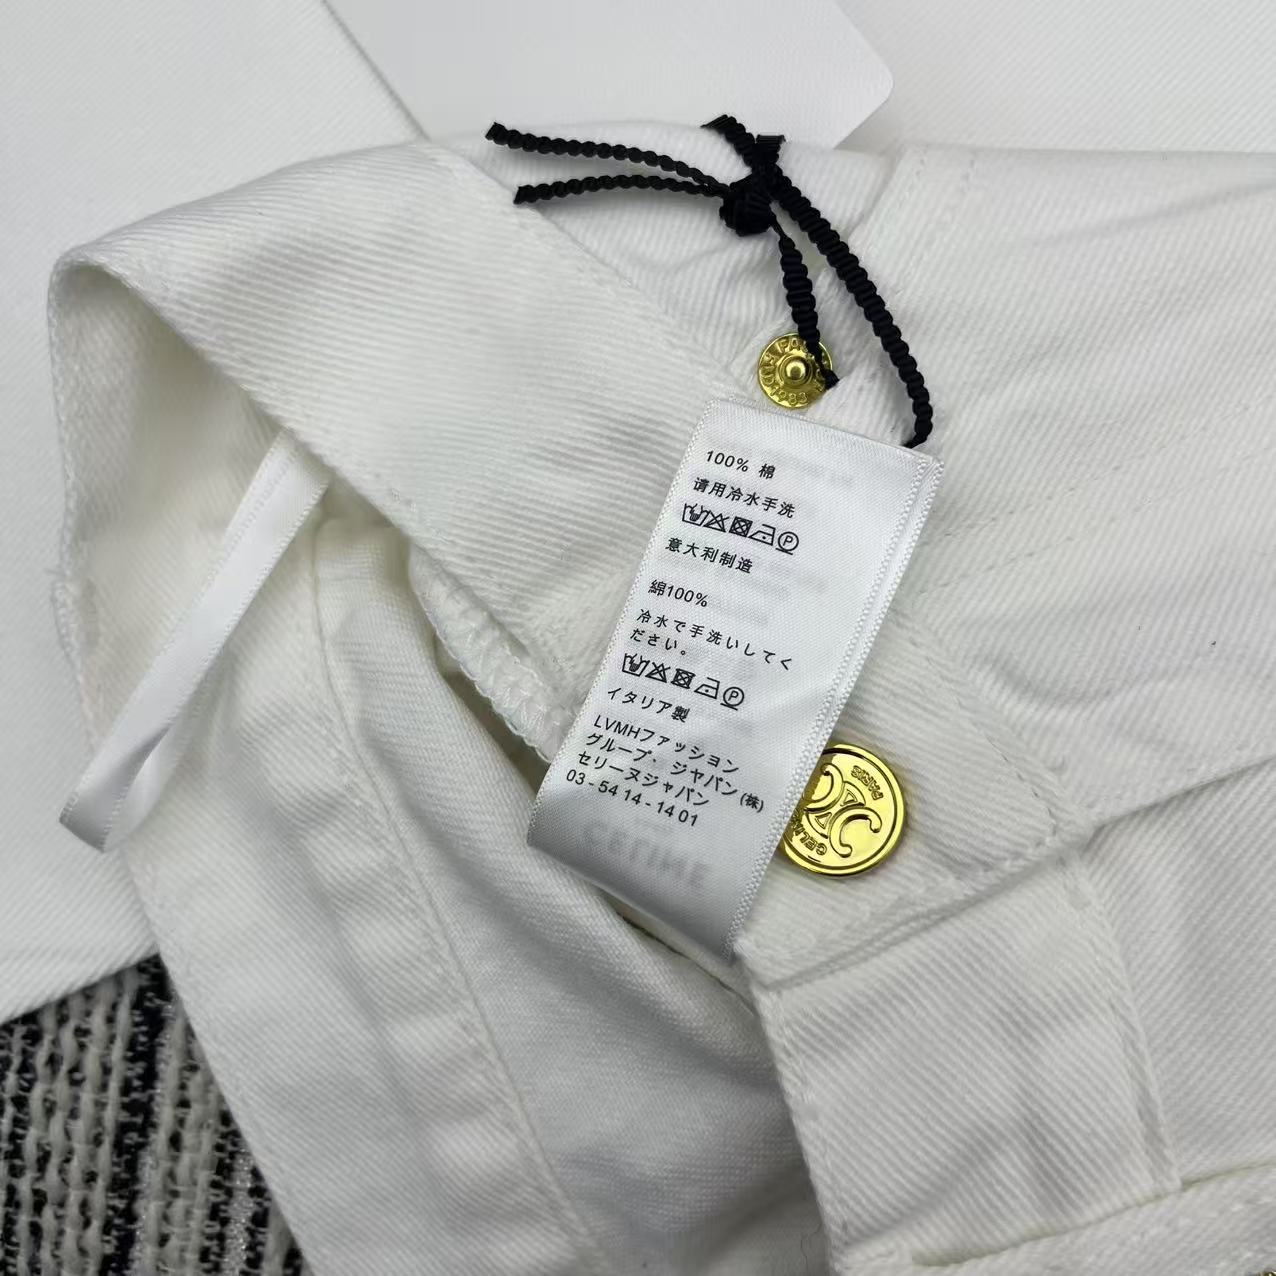 100% 棉
请用冷水手洗
P
意大利制造
綿100%
冷水で手洗いしてく
ださい。
P
イタリア製
LVMHファッション
グループ・ジャパン(株)
セリーヌジャパン
03-5414-1401
CELINE
PARIS